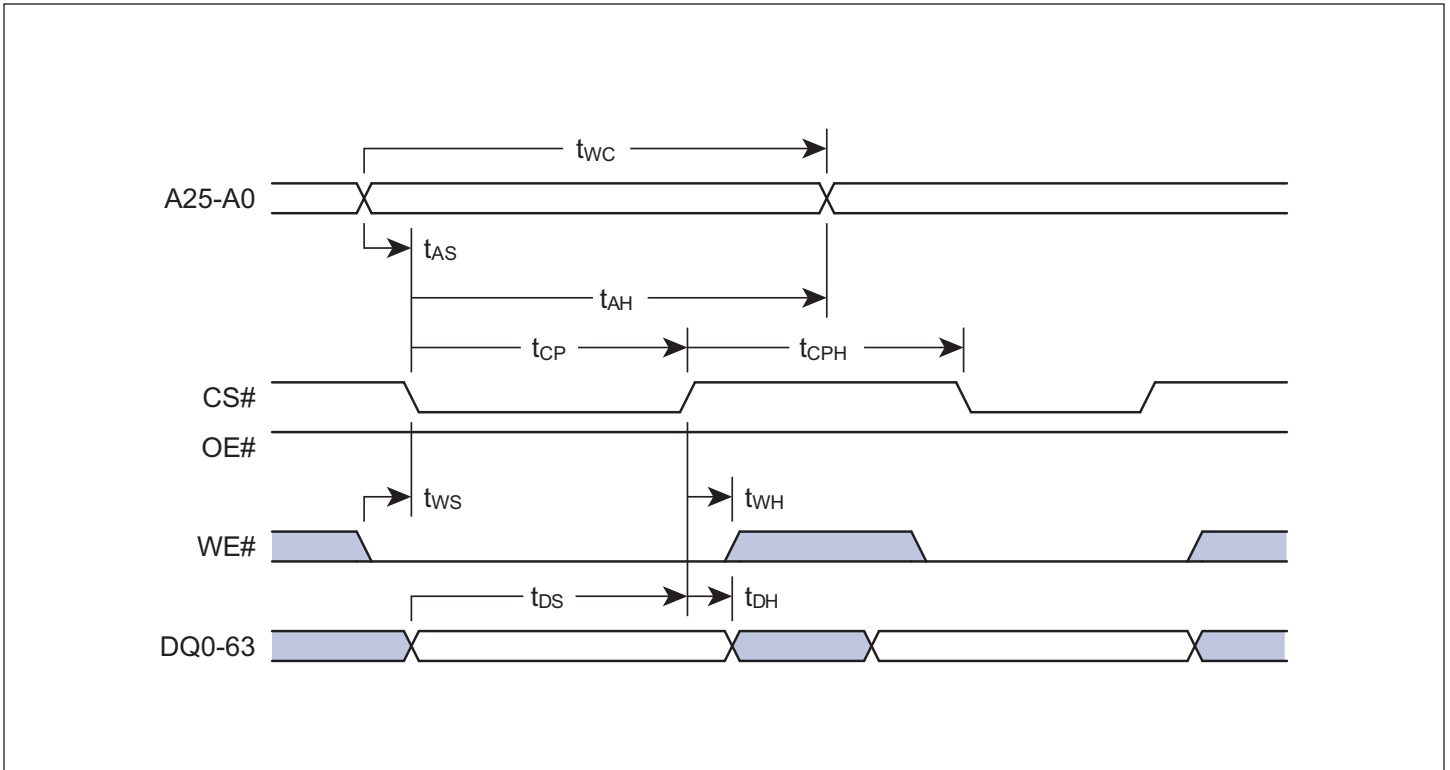 tWC
A25-A0
tAS
tAH
tCP
tCPH
CS#
OE#
tWS
tWH
WE#
tDS
tDH
DQ0-63